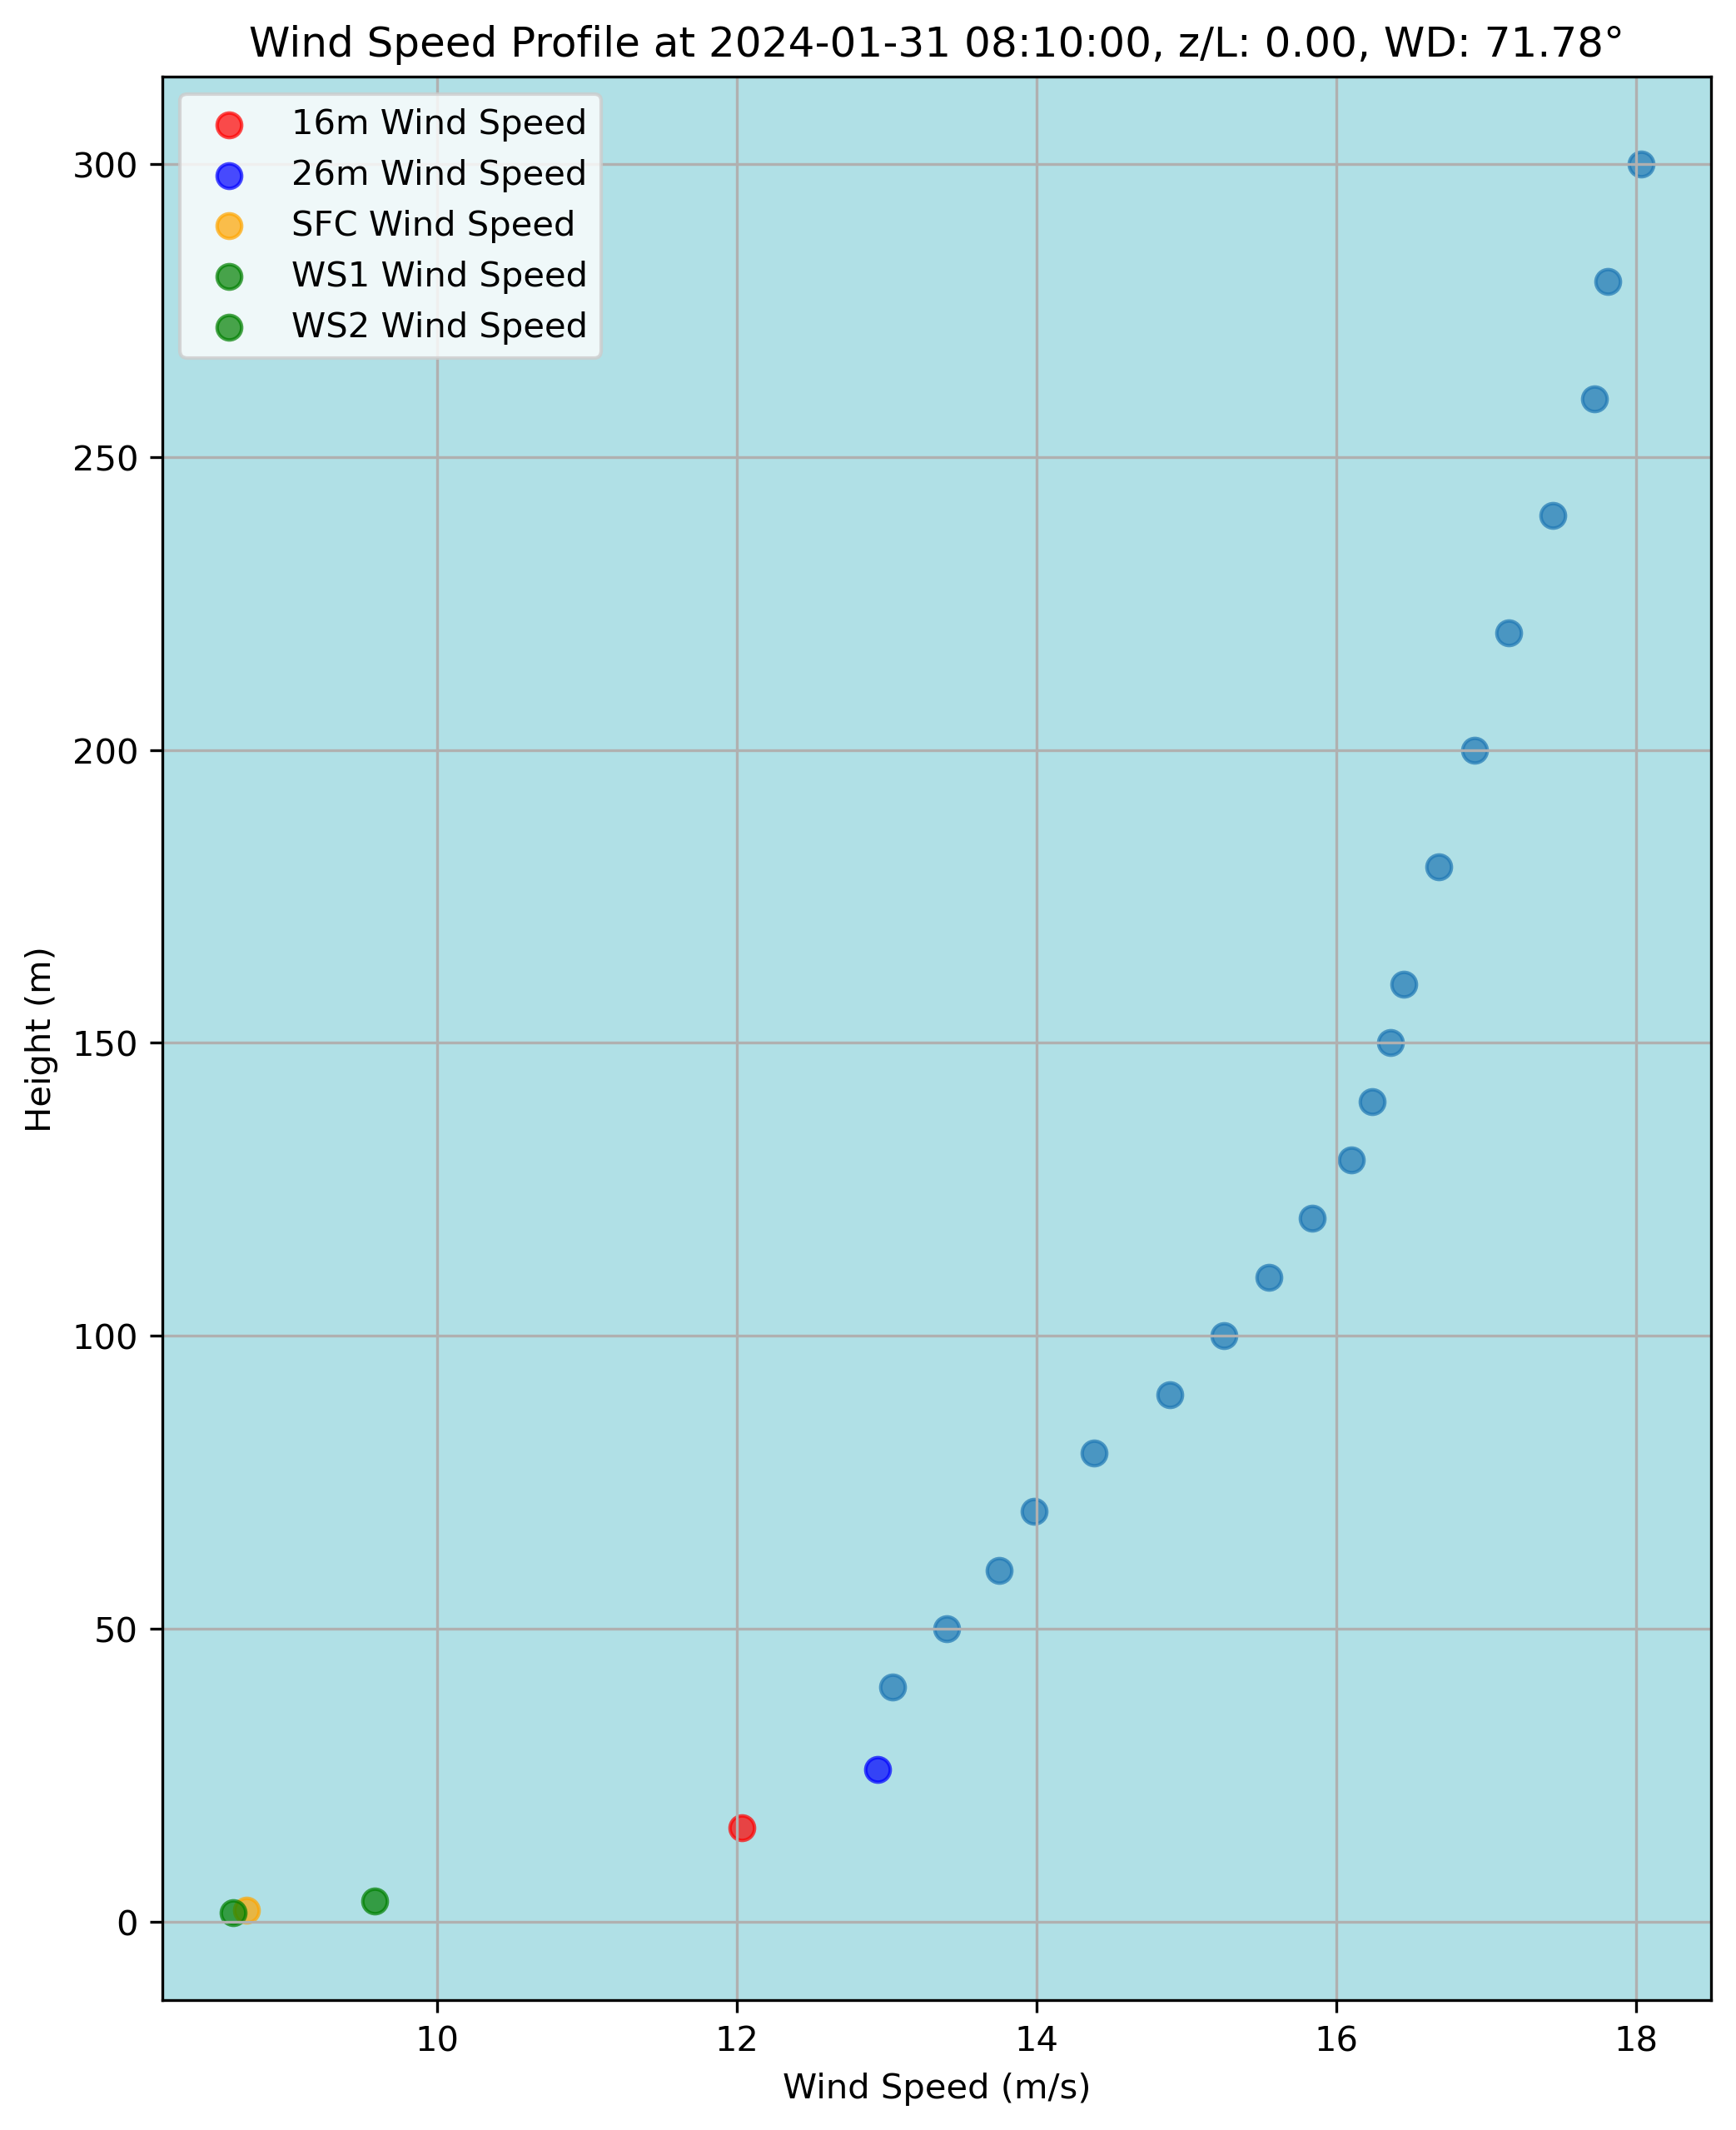 Wind Speed Profile at 2024-01-31 08:10:00, z/L: 0.00, WD: 71.78°
16m Wind Speed
26m Wind Speed
SFC Wind Speed
WS1 Wind Speed
WS2 Wind Speed
300
250
200
150
100
50
0
Height (m)
10 12 14 16 18
Wind Speed (m/s)